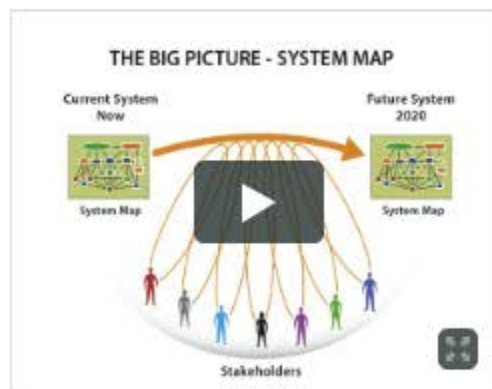 THE BIG PICTURE - SYSTEM MAP
Current System
Now
Future System
2020
System Map
System Map
Stakeholders